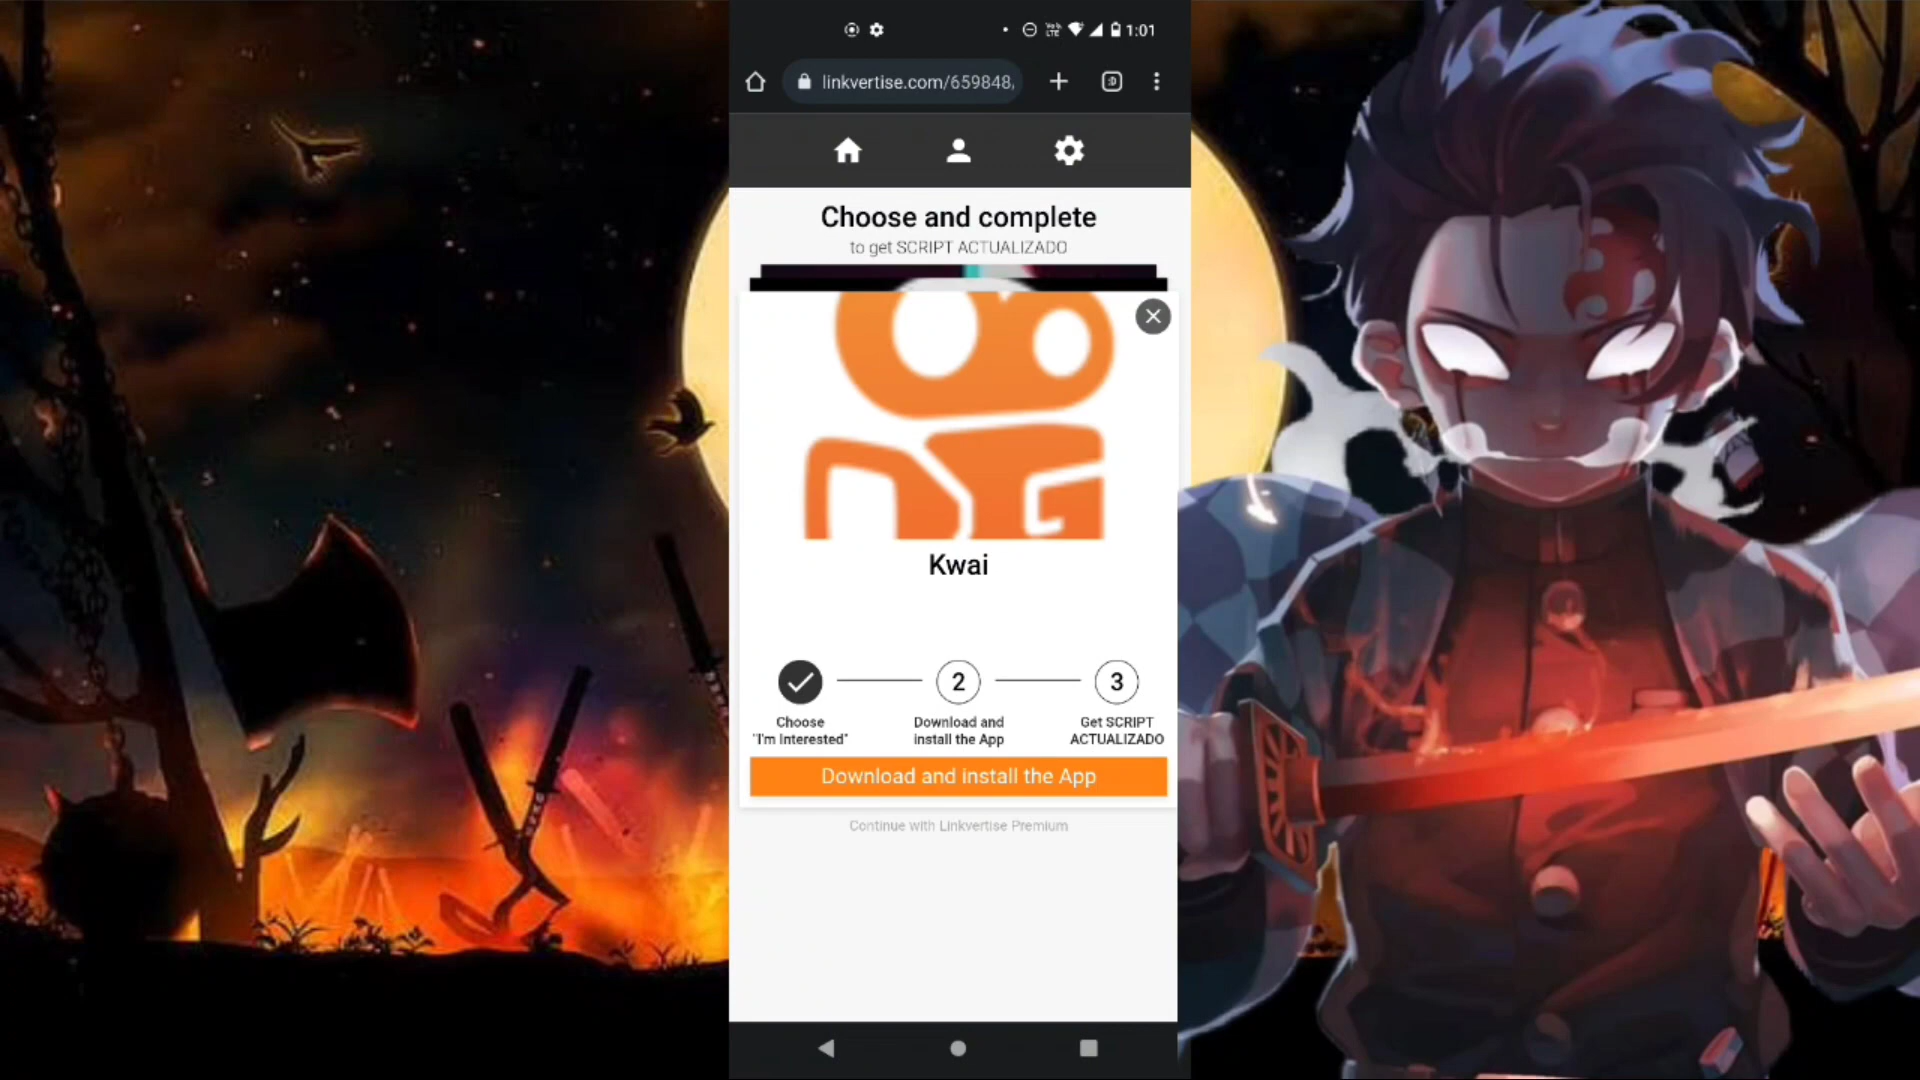 1:01
linkvertise.com/659848,
Choose and complete
to get SCRIPT ACTUALIZADO
Kwai
2
3
Choose
"I'm Interested"
Download and
install the App
Get SCRIPT
ACTUALIZADO
Download and install the App
Continue with Linkvertise Premium